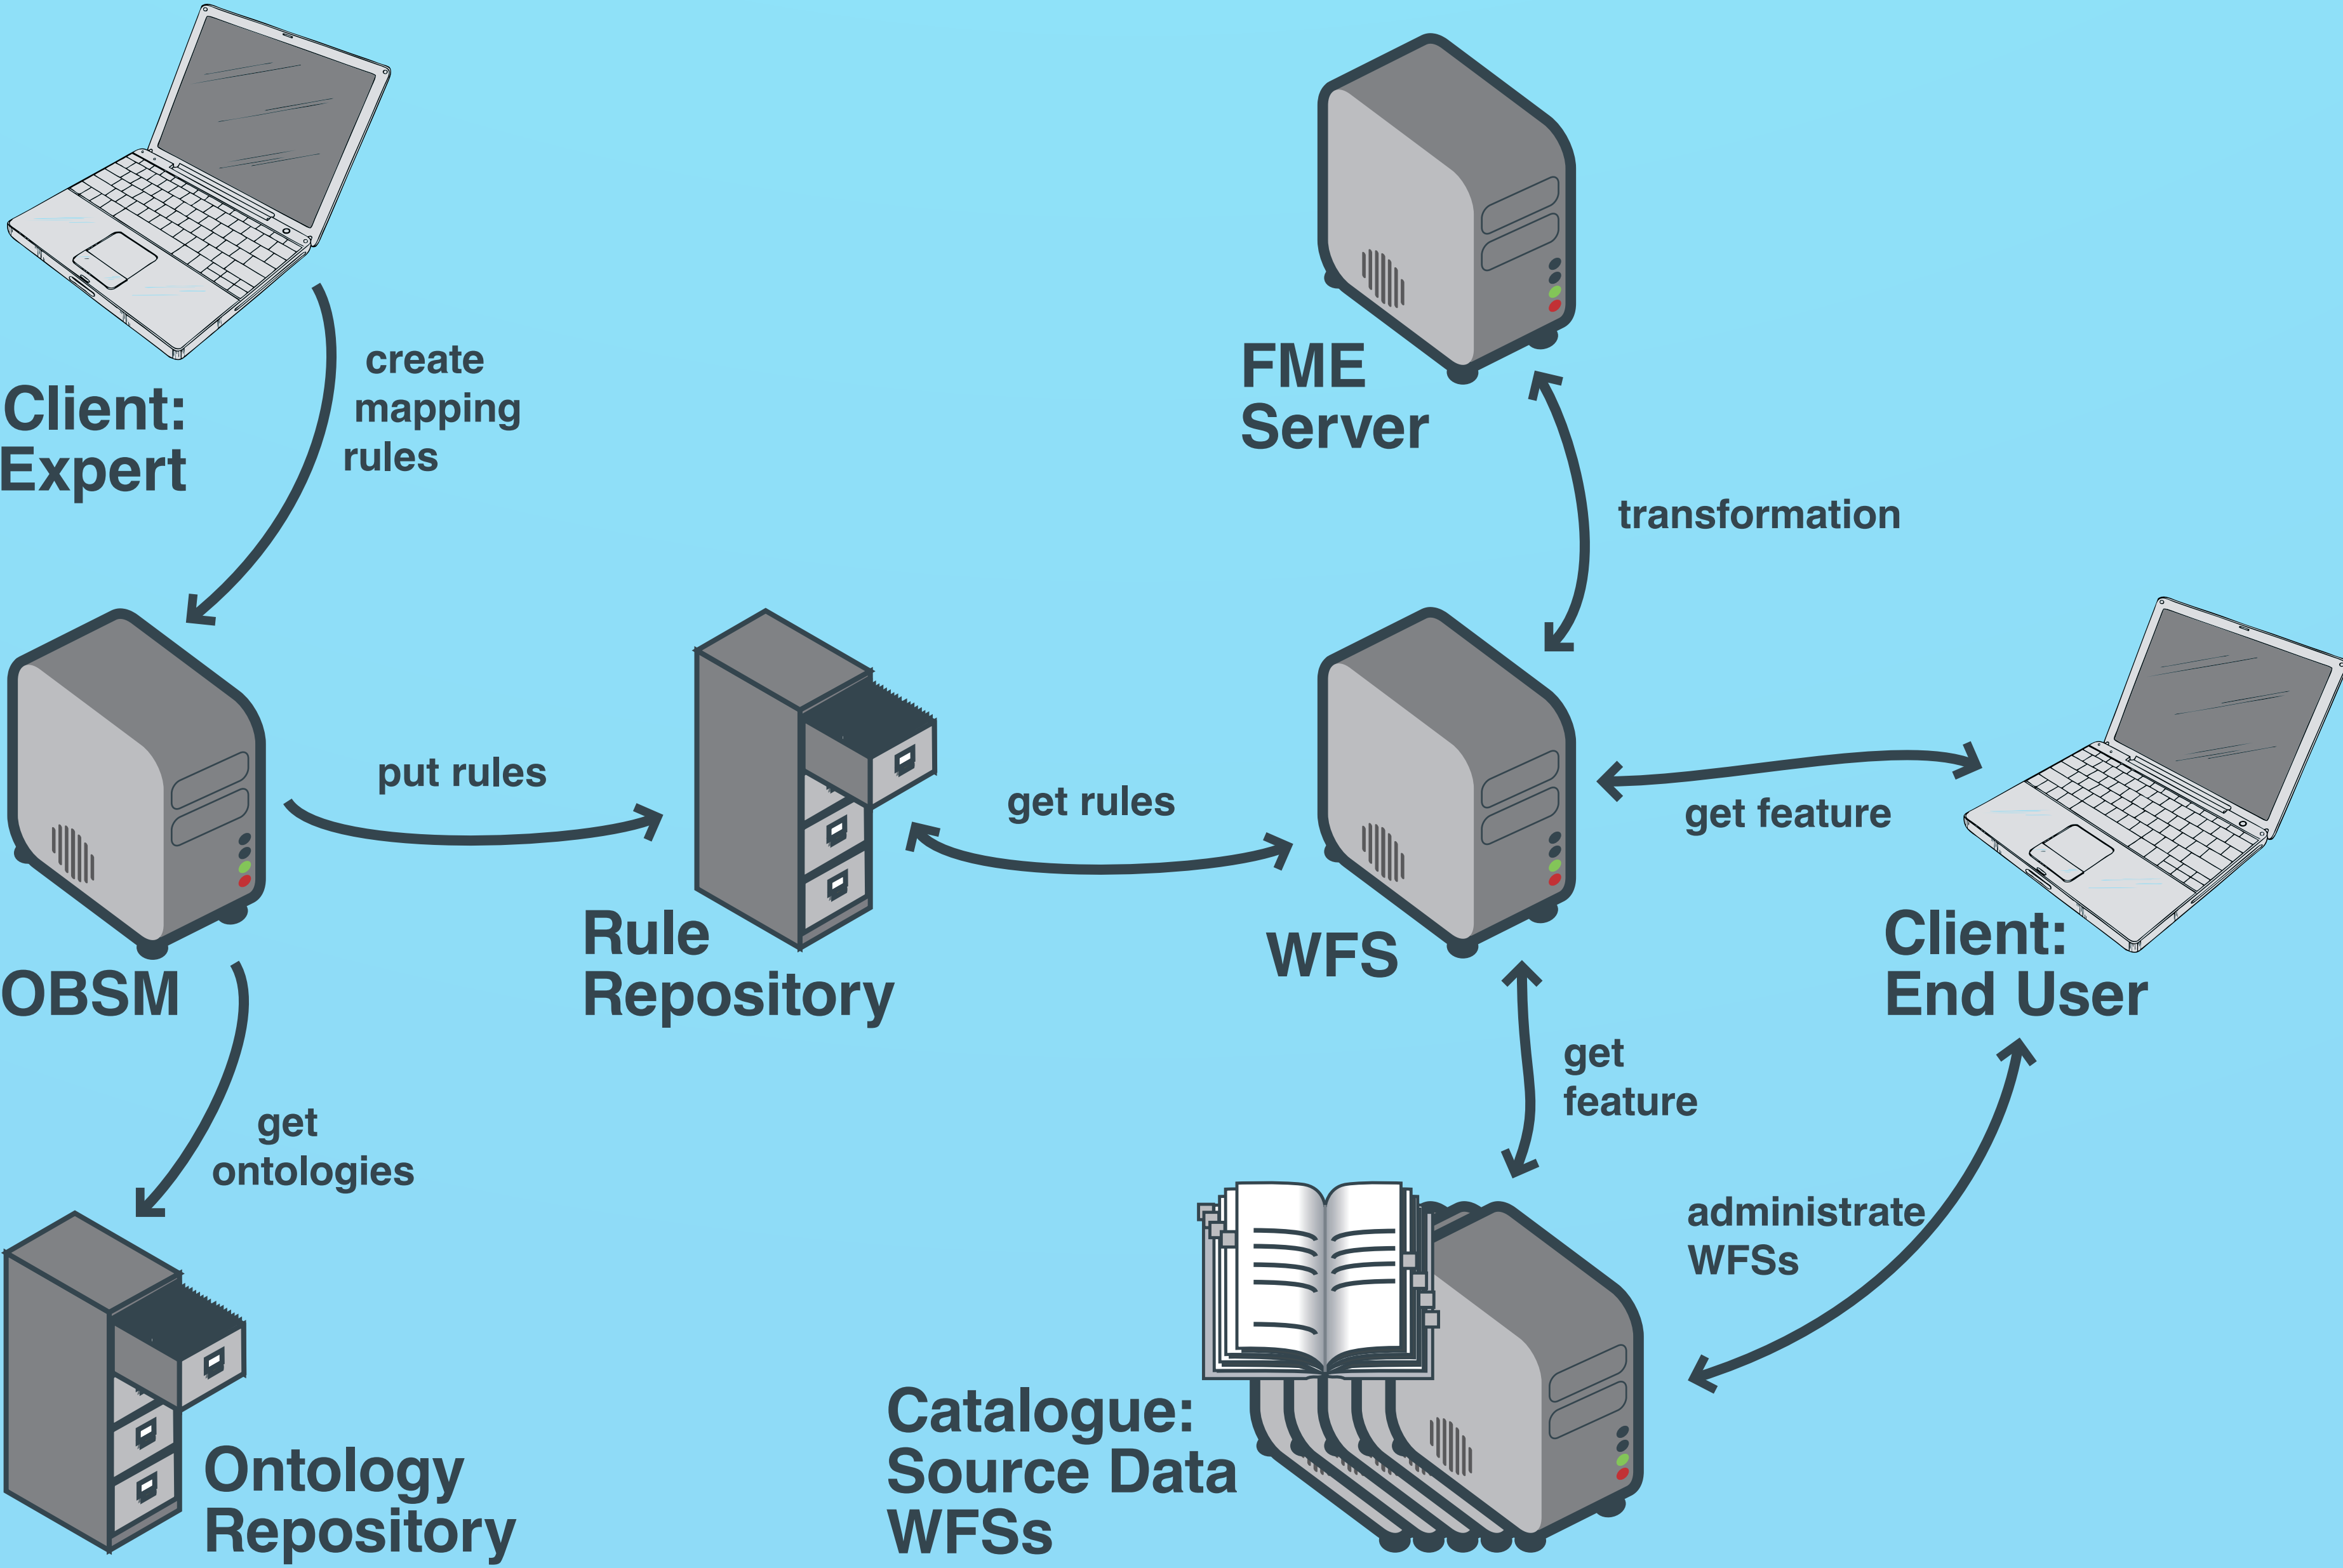 create
mapping
rules
Client:
Expert
FME
Server
transformation
put rules
get rules
get feature
Rule
Repository
WFS
Client:
End User
OBSM
get
feature
get
ontologies
administrate
WFSs
Catalogue:
Source Data
WFSs
Ontology
Repository